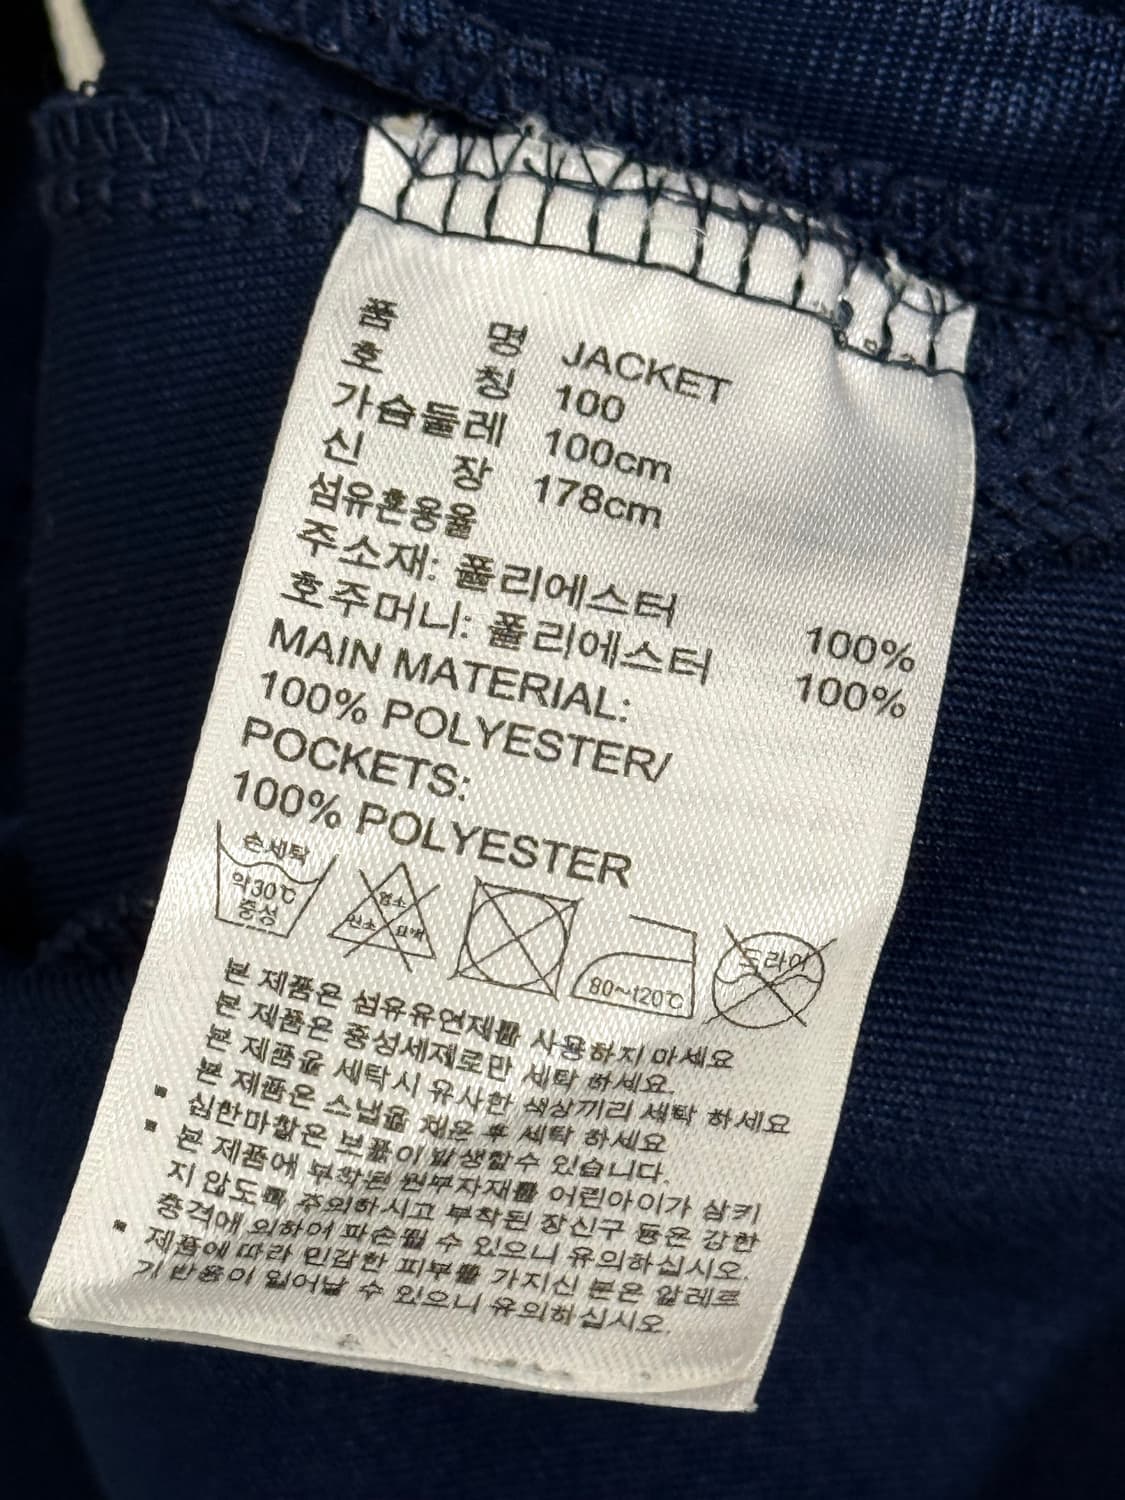 품 명 JACKET
호 칭 100
가슴둘레 100cm
신 장 178cm
섬유혼용율
주소재: 폴리에스터 100%
호주머니: 폴리에스터 100%
MAIN MATERIAL:
100% POLYESTER/
POCKETS:
100% POLYESTER
손세탁
약30℃
중성
염소
산소 표백
80~120℃
드라이
본 제품은 섬유유연제를 사용하지 마세요
본 제품은 중성세제로만 세탁 하세요.
본 제품을 세탁시 유사한 색상끼리 세탁 하세요
본 제품은 스냅을 채운 후 세탁 하세요
심한마찰은 보풀이 발생할수 있습니다.
본 제품에 부착된 원부자재를 어린아이가 삼키
지 않도록 주의하시고 부착된 장신구 등은 강한
충격에 의하여 파손될 수 있으니 유의하십시오.
제품에 따라 민감한 피부를 가지신 분은 알레르
기 반응이 일어날 수 있으니 유의하십시오.